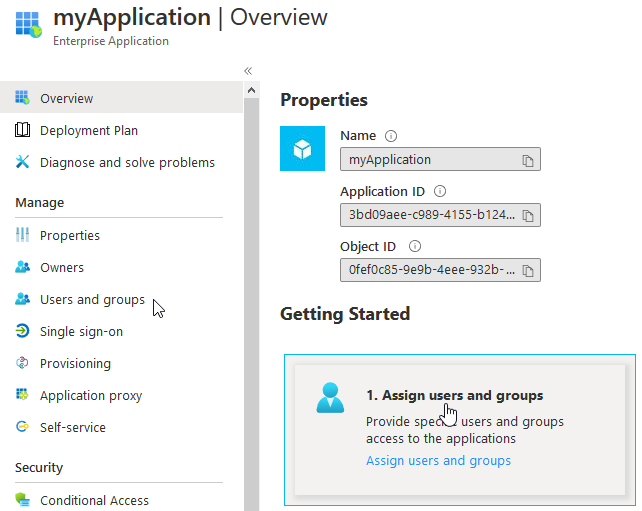 myApplication | Overview
Enterprise Application
Overview
Deployment Plan
Diagnose and solve problems
Manage
Properties
Owners
Users and groups
Single sign-on
Provisioning
Application proxy
Self-service
Security
Conditional Access
Properties
Name
myApplication
Application ID
3bd09aee-c989-4155-b124...
Object ID
0fef0c85-9e9b-4eee-932b-...
Getting Started
1. Assign users and groups
Provide users and groups
access to the applications
Assign users and groups